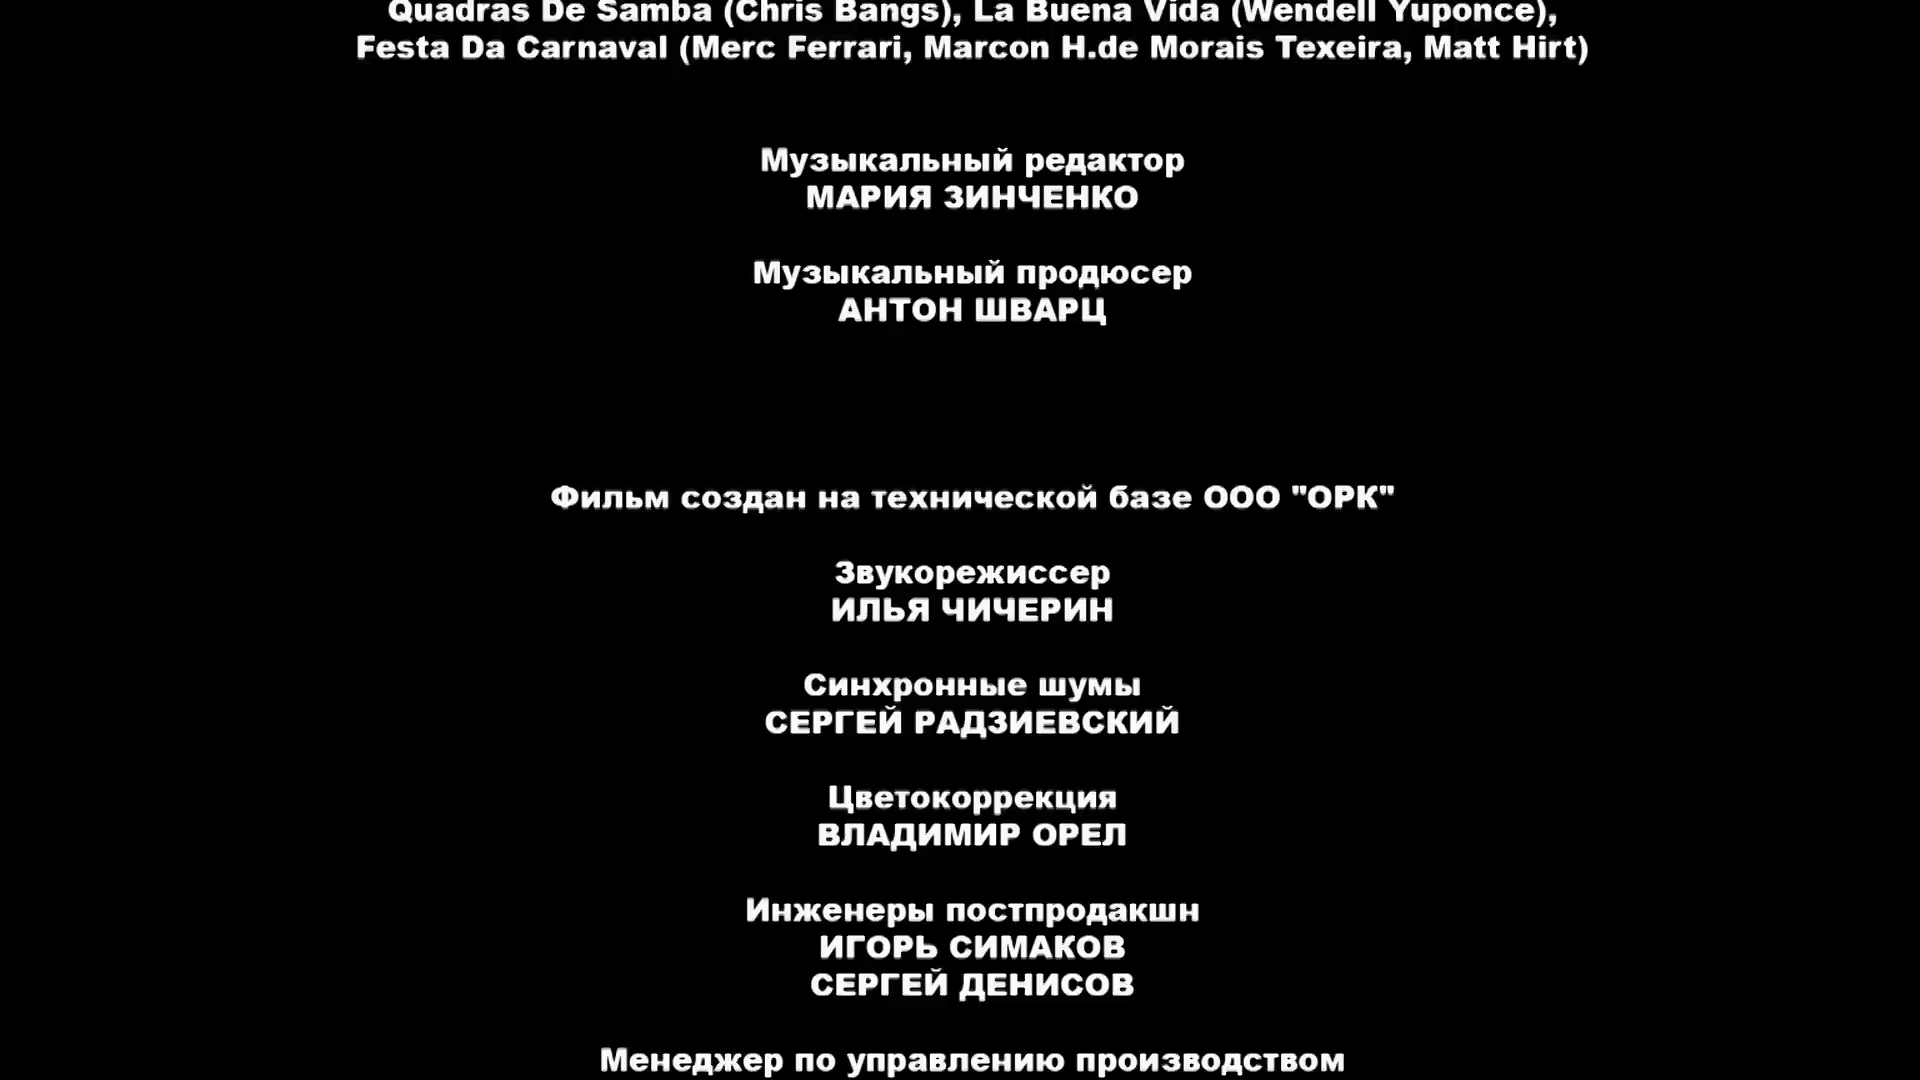 Quadras De Samba (Chris Bangs), La Buena Vida (Wendell Yuponce),
Festa Da Carnaval (Merc Ferrari, Marcon H.de Morais Texeira, Matt Hirt)
Музыкальный редактор
МАРИЯ ЗИНЧЕНКО
Музыкальный продюсер
АНТОН ШВАРЦ
Фильм создан на технической базе ООО "ОРК"
Звукорежиссер
ИЛЬЯ ЧИЧЕРИН
Синхронные шумы
СЕРГЕЙ РАДЗИЕВСКИЙ
Цветокоррекция
ВЛАДИМИР ОРЕЛ
Инженеры постпродакшн
ИГОРЬ СИМАКОВ
СЕРГЕЙ ДЕНИСОВ
Менеджер по управлению производством